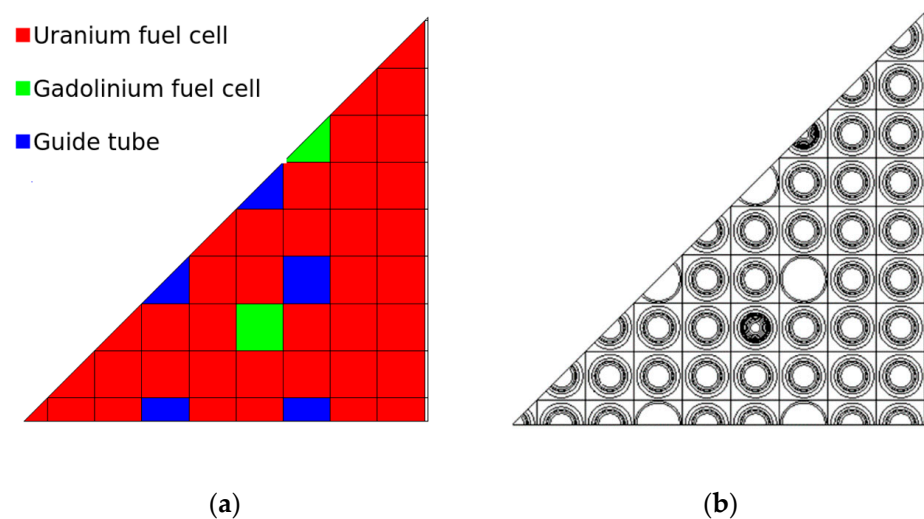 Uranium fuel cell
Gadolinium fuel cell
Guide tube
(a)
(b)